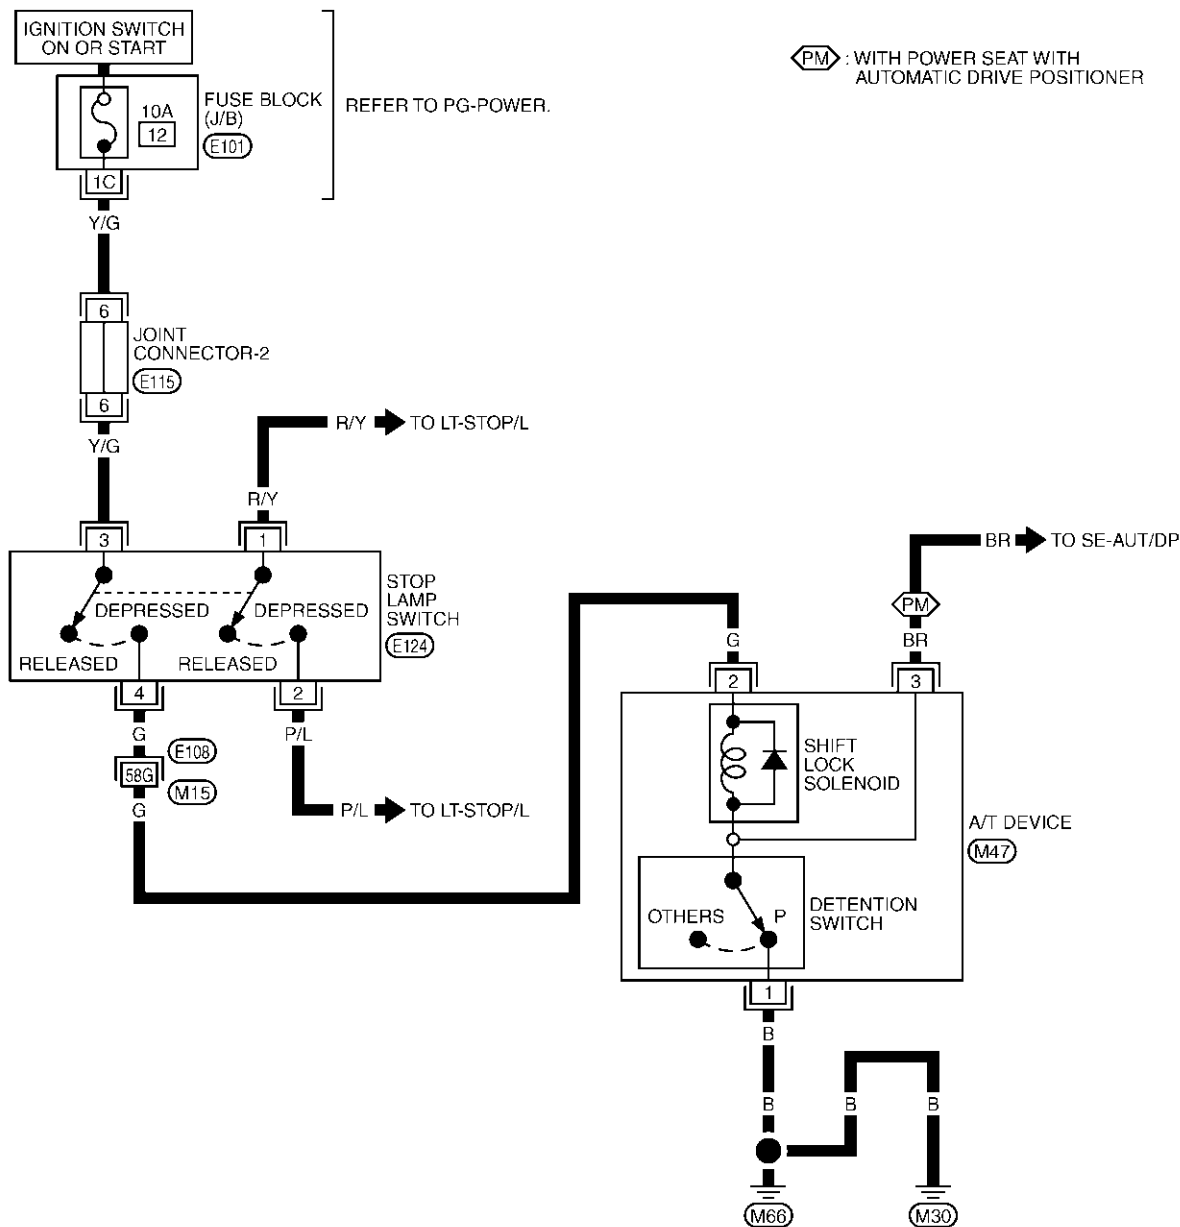 IGNITION SWITCH
ON OR START
10A
12
FUSE BLOCK
(J/B)
E101
REFER TO PG-POWER.
PM : WITH POWER SEAT WITH
AUTOMATIC DRIVE POSITIONER
1C
Y/G
6
JOINT
CONNECTOR-2
E115
6
Y/G
R/Y TO LT-STOP/L
R/Y
3
1
DEPRESSED
DEPRESSED
RELEASED
RELEASED
STOP
LAMP
SWITCH
E124
4
2
G
P/L
E108
58G
M15
G
P/L TO LT-STOP/L
BR TO SE-AUT/DP
PM
G
BR
2
3
SHIFT
LOCK
SOLENOID
A/T DEVICE
M47
OTHERS
P
DETENTION
SWITCH
1
B
B
B
B
M66
M30